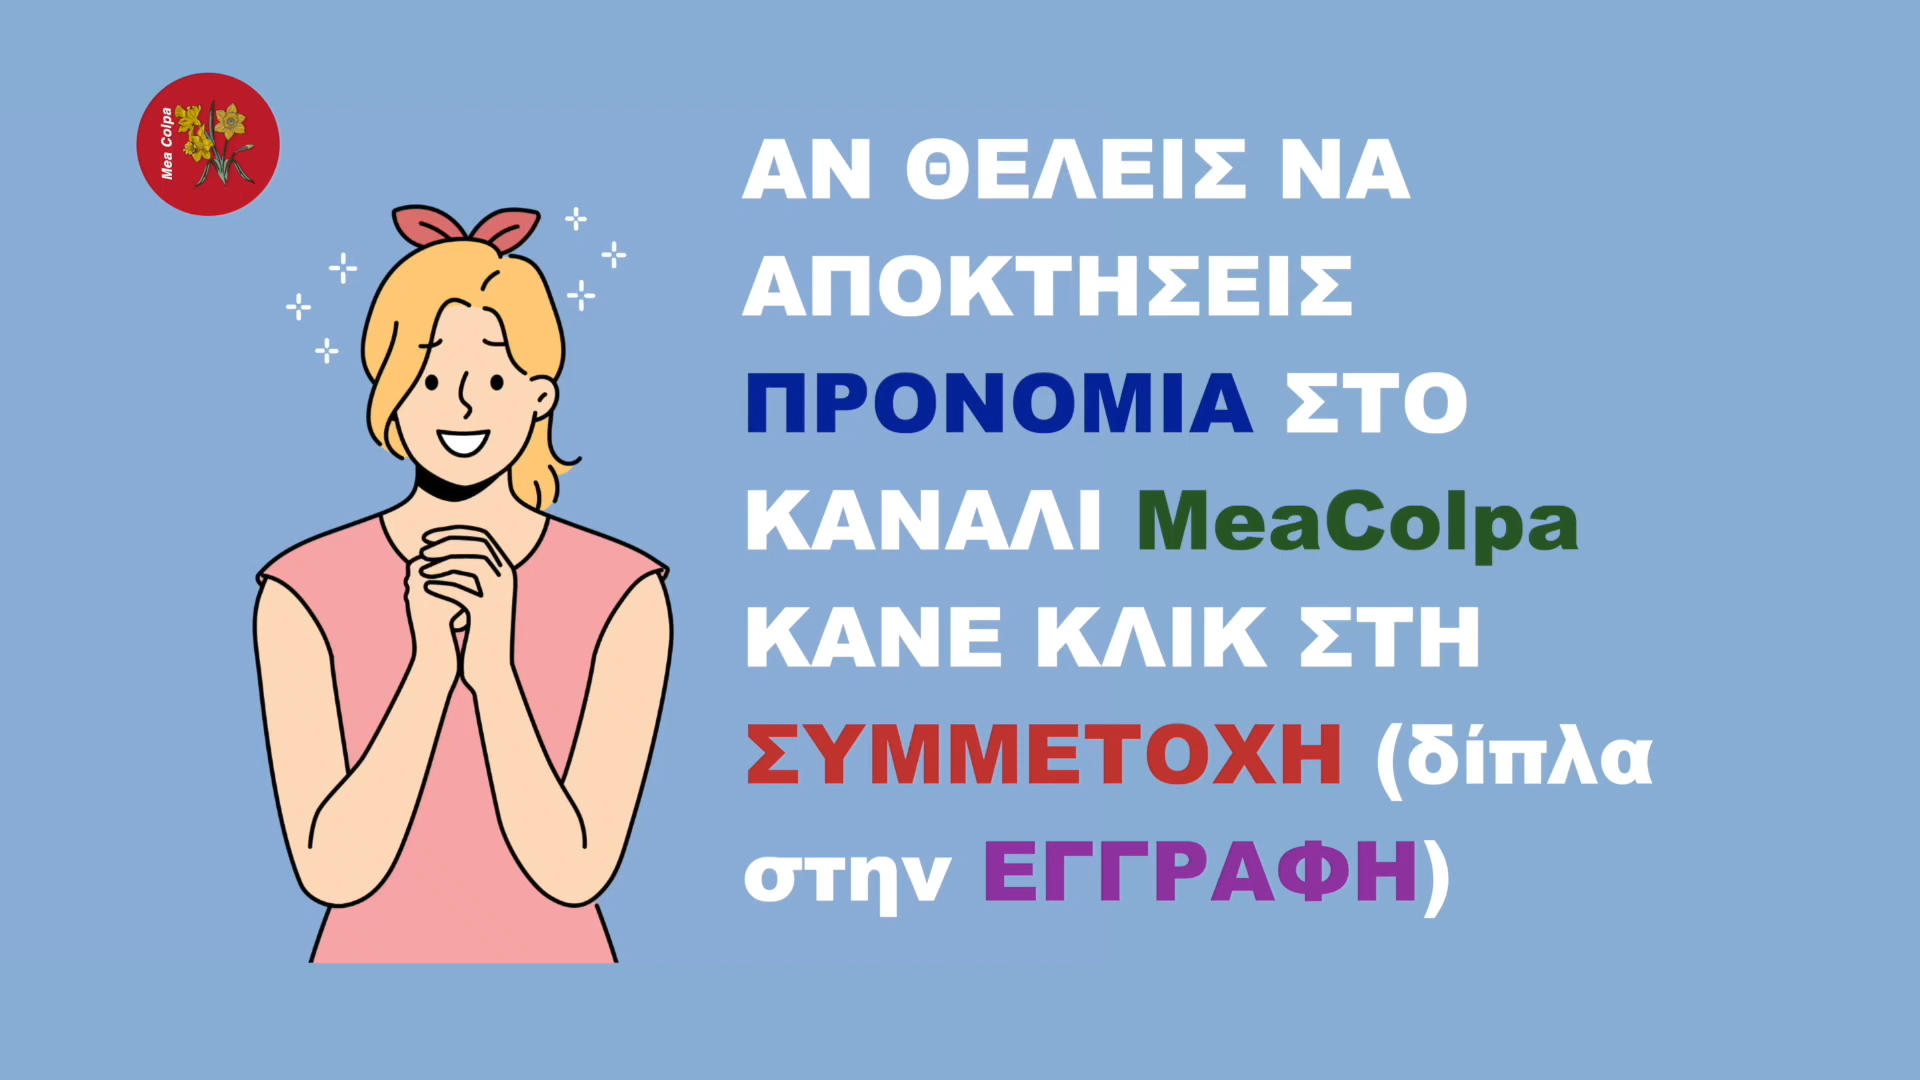 Mea Colpa
ΑΝ ΘΕΛΕΙΣ ΝΑ
ΑΠΟΚΤΗΣΕΙΣ
ΠΡΟΝΟΜΙΑ ΣΤΟ
ΚΑΝΑΛΙ MeaColpa
ΚΑΝΕ ΚΛΙΚ ΣΤΗ
ΣΥΜΜΕΤΟΧΗ (δίπλα
στην ΕΓΓΡΑΦΗ)